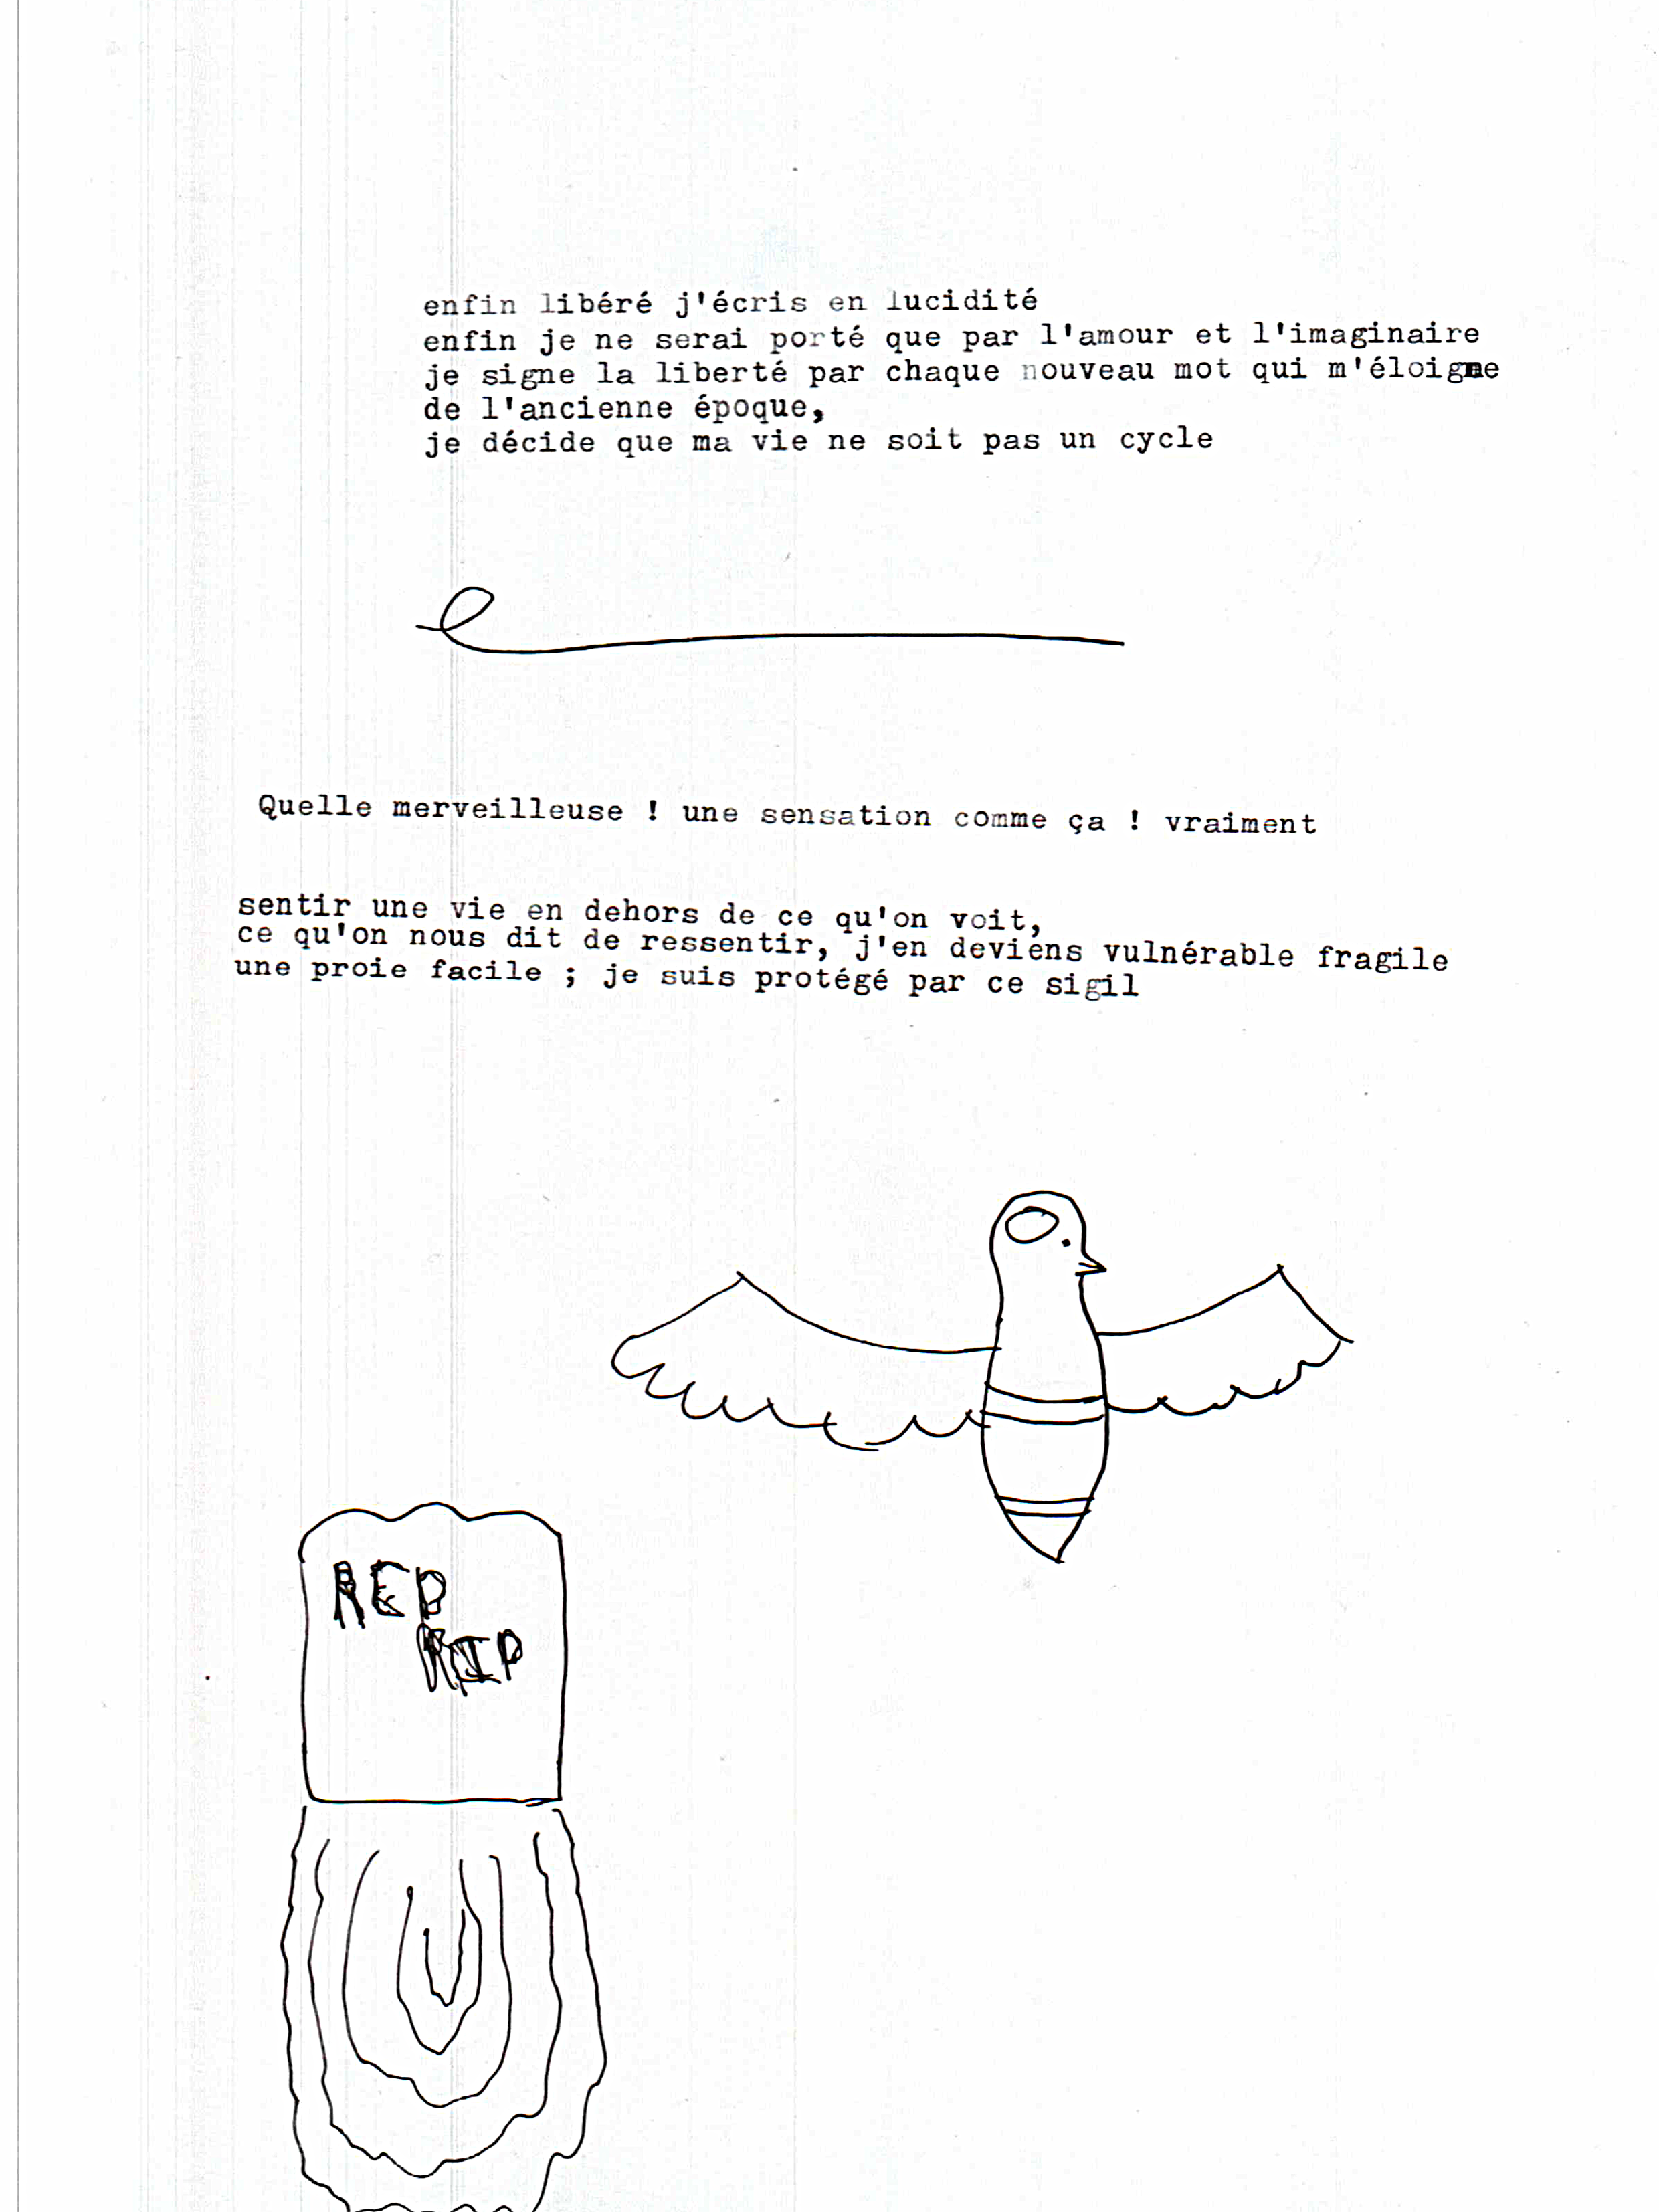 enfin libéré j'écris en lucidité
enfin je ne serai porté que par l'amour et l'imaginaire
je signe la liberté par chaque nouveau mot qui m'éloigne
de l'ancienne époque,
je décide que ma vie ne soit pas un cycle
Quelle merveilleuse ! une sensation comme ça ! vraiment
sentir une vie en dehors de ce qu'on voit,
ce qu'on nous dit de ressentir, j'en deviens vulnérable fragile
une proie facile ; je suis protégé par ce sigil
REP
RIP